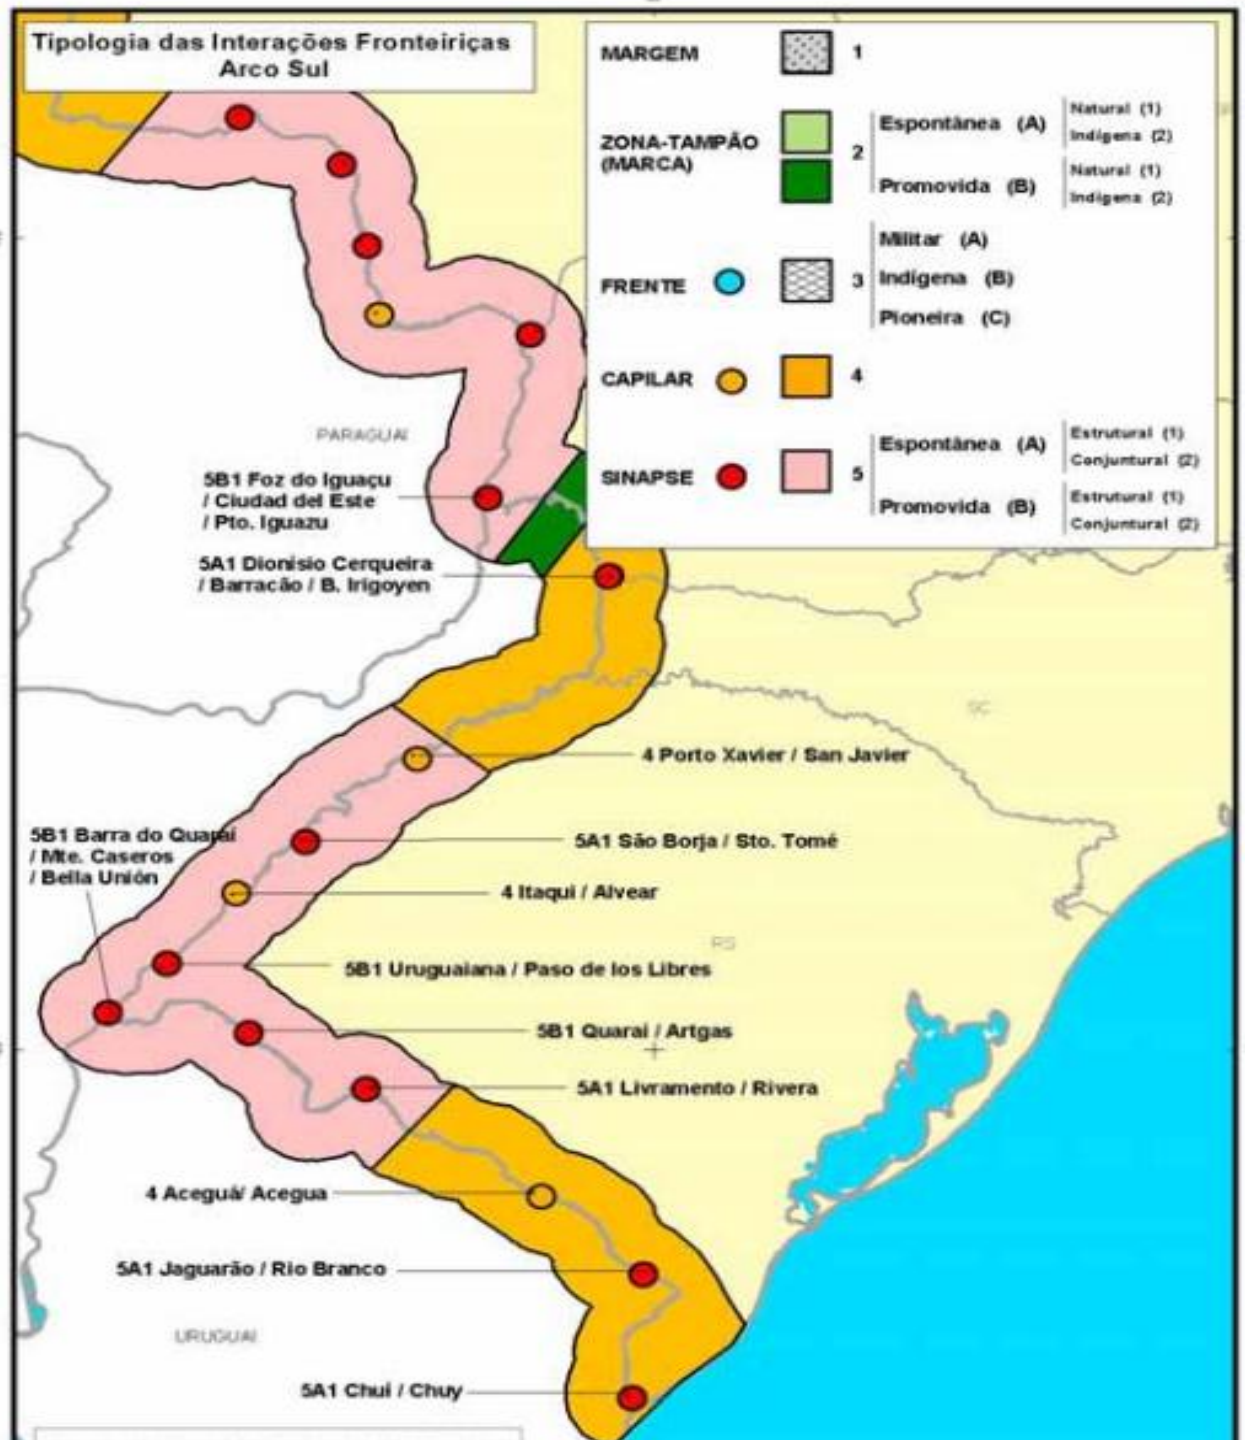 Tipologia das Interações Fronteiriças
Arco Sul
MARGEM
1
ZONA-TAMPÃO
(MARCA)
2
Espontânea (A)
Natural (1)
Indígena (2)
Promovida (B)
Natural (1)
Indígena (2)
FRENTE
3
Militar (A)
Indígena (B)
Pioneira (C)
CAPILAR
4
SINAPSE
5
Espontânea (A)
Estrutural (1)
Conjuntural (2)
Promovida (B)
Estrutural (1)
Conjuntural (2)
PARAGUAI
5B1 Foz do Iguaçu
/ Ciudad del Este
/ Pto. Iguazu
5A1 Dionísio Cerqueira
/ Barracão / B. Irigoyen
SC
4 Porto Xavier / San Javier
5B1 Barra do Quaraí
/ Mte. Caseros
/ Bella Unión
5A1 São Borja / Sto. Tomé
4 Itaqui / Alvear
RS
5B1 Uruguaiana / Paso de los Libres
5B1 Quarai / Artgas
5A1 Livramento / Rivera
4 Aceguá/ Acegua
5A1 Jaguarão / Rio Branco
URUGUAI
5A1 Chuí / Chuy